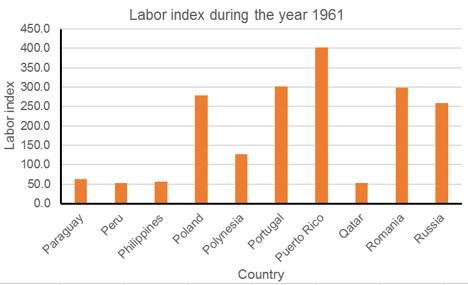 Labor index during the year 1961
450.0
400.0
350.0
300.0
250.0
200.0
150.0
100.0
50.0
0.0
Labor index
Paraguay
Peru
Philippines
Poland
Polynesia
Portugal
Puerto Rico
Qatar
Romania
Russia
Country